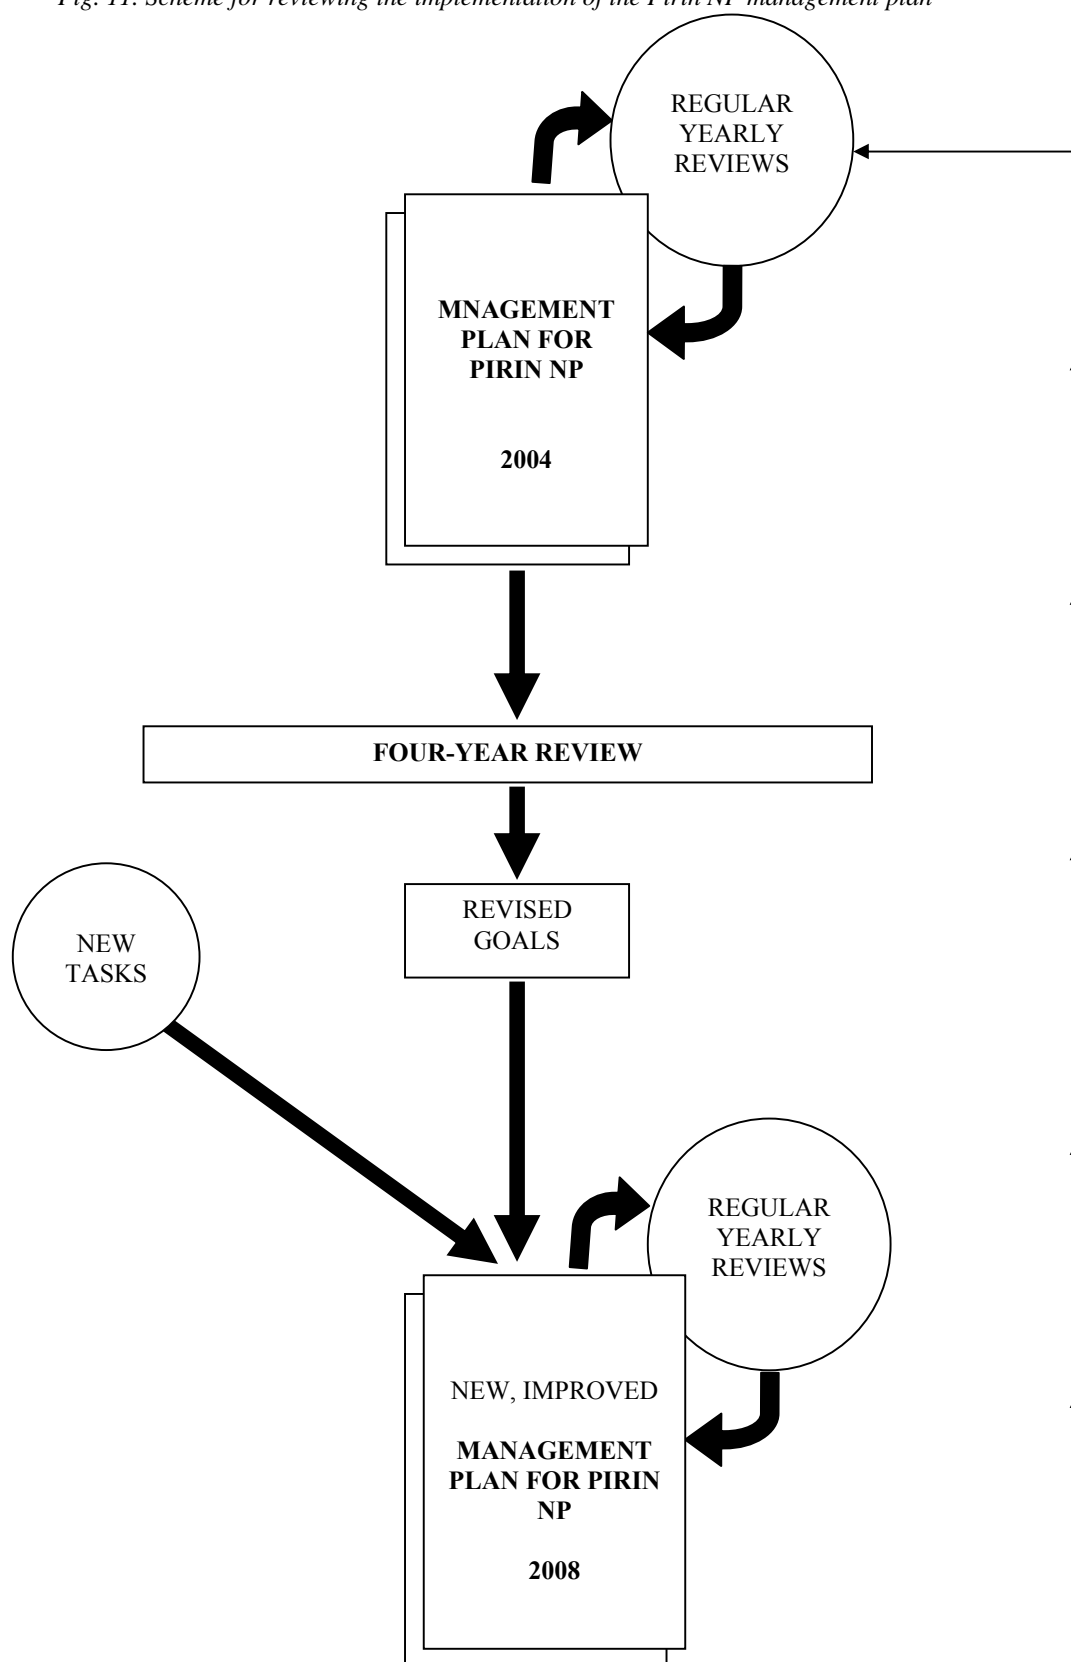 Fig. 11. Scheme for reviewing the implementation of the Pirin NP management plan
REGULAR
YEARLY
REVIEWS
MNAGEMENT
PLAN FOR
PIRIN NP
2004
FOUR-YEAR REVIEW
REVISED
GOALS
NEW
TASKS
REGULAR
YEARLY
REVIEWS
NEW, IMPROVED
MANAGEMENT
PLAN FOR PIRIN
NP
2008